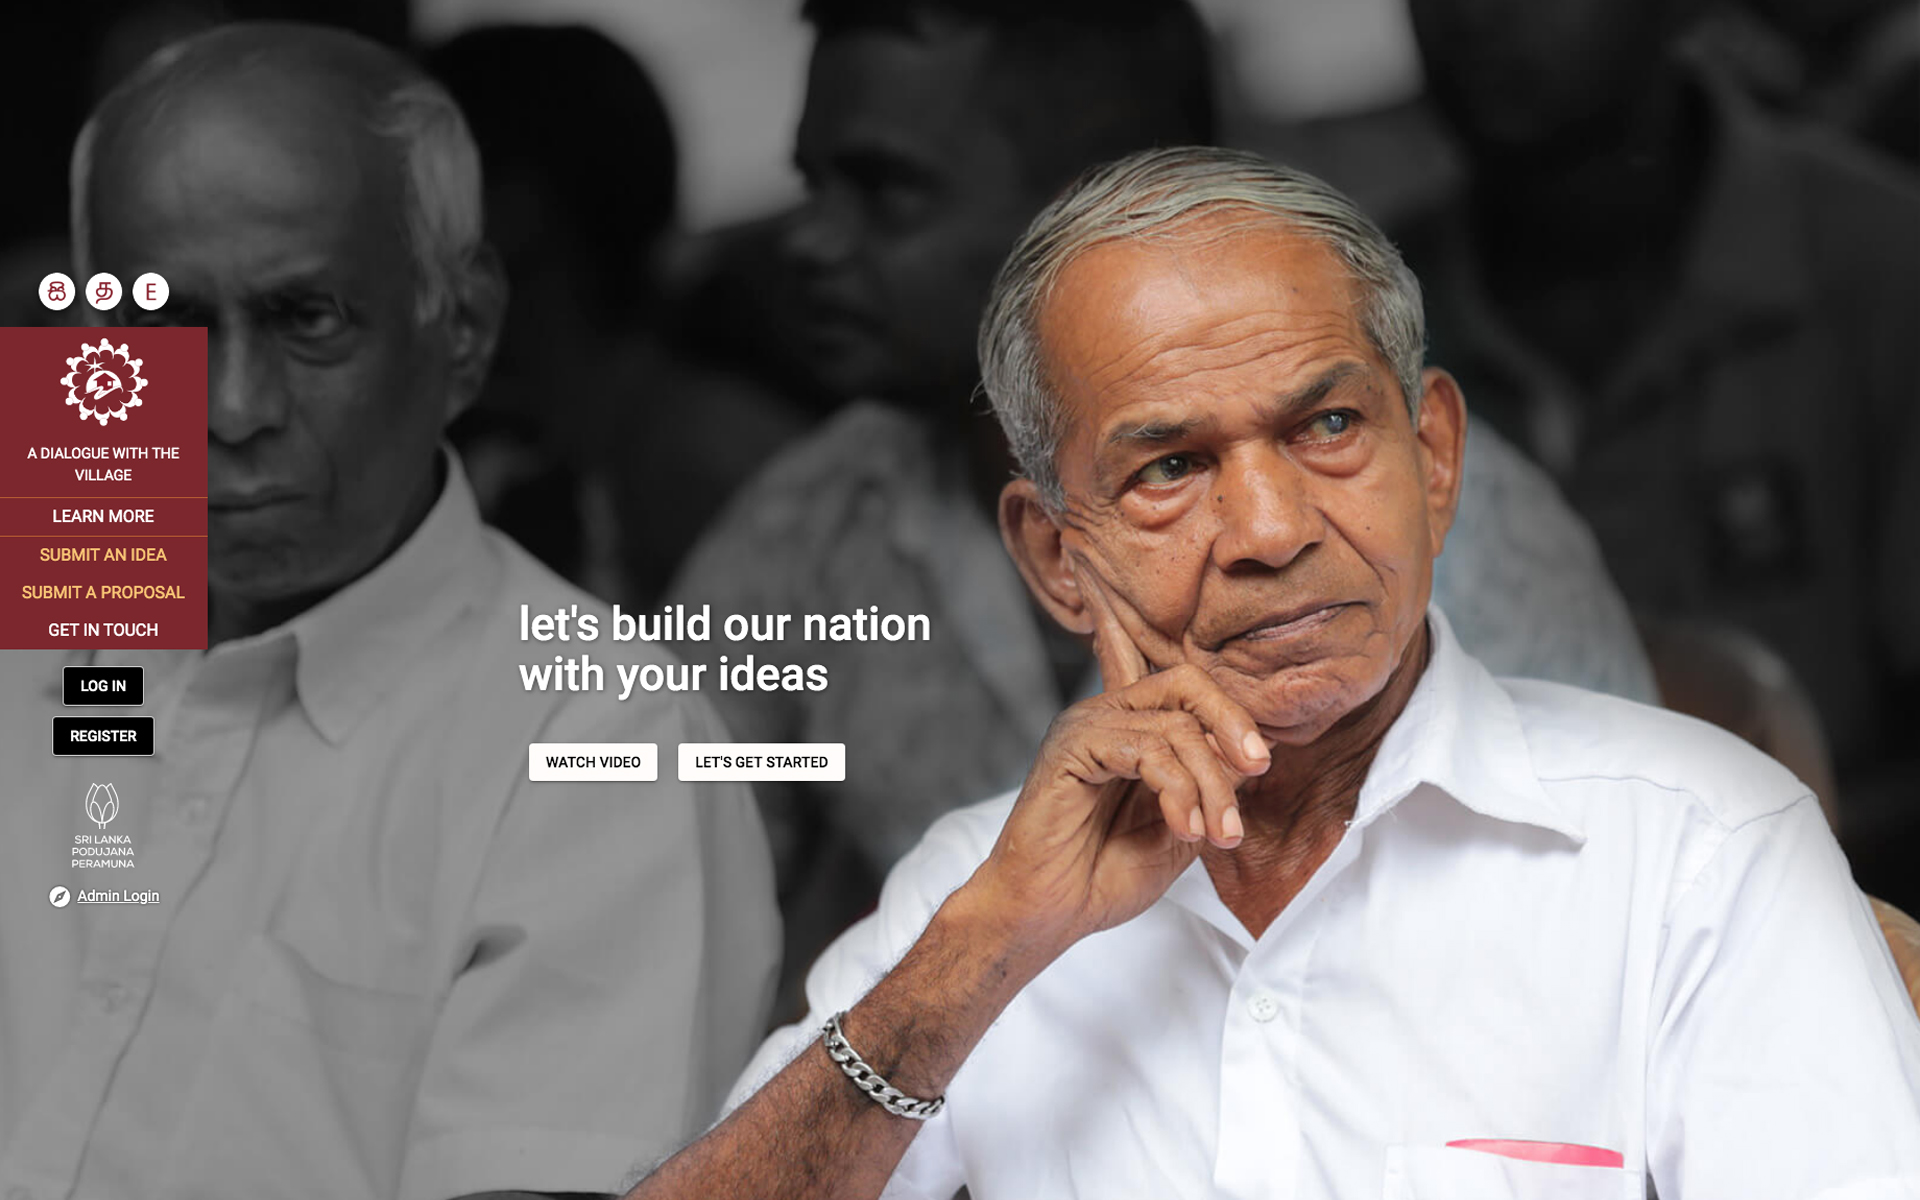 සි
த
E
A DIALOGUE WITH THE
VILLAGE
LEARN MORE
SUBMIT AN IDEA
SUBMIT A PROPOSAL
GET IN TOUCH
LOG IN
REGISTER
SRI LANKA
PODUJANA
PERAMUNA
Admin Login
let's build our nation
with your ideas
WATCH VIDEO
LET'S GET STARTED